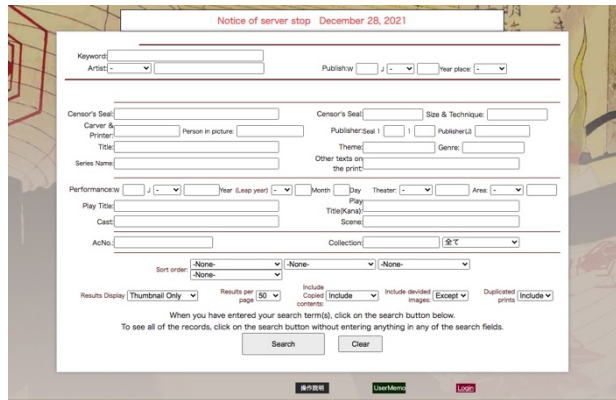 Notice of server stop December 28, 2021
Keyword:
Artist: - Publish:W J - Year place: -
Censor's Seal: Censor's Seal: Size & Technique:
Carver & Printer: Person in picture: Publisher:Seal 1 1 Publisher(J)
Title: Theme: Genre:
Series Name: Other texts on the print:
Performance:W J - Year (Leap year) - Month Day Theater: - Area: -
Play Title: Play Title(Kana):
Cast: Scene:
AcNo.: Collection: 全て
Sort order: -None- -None- -None-
-None-
Results Display Thumbnail Only Results per page 50 Include Copied contents: Include Include devided images: Except Duplicated prints Include
When you have entered your search term(s), click on the search button below.
To see all of the records, click on the search button without entering anything in any of the search fields.
Search Clear
操作説明 UserMemo Login